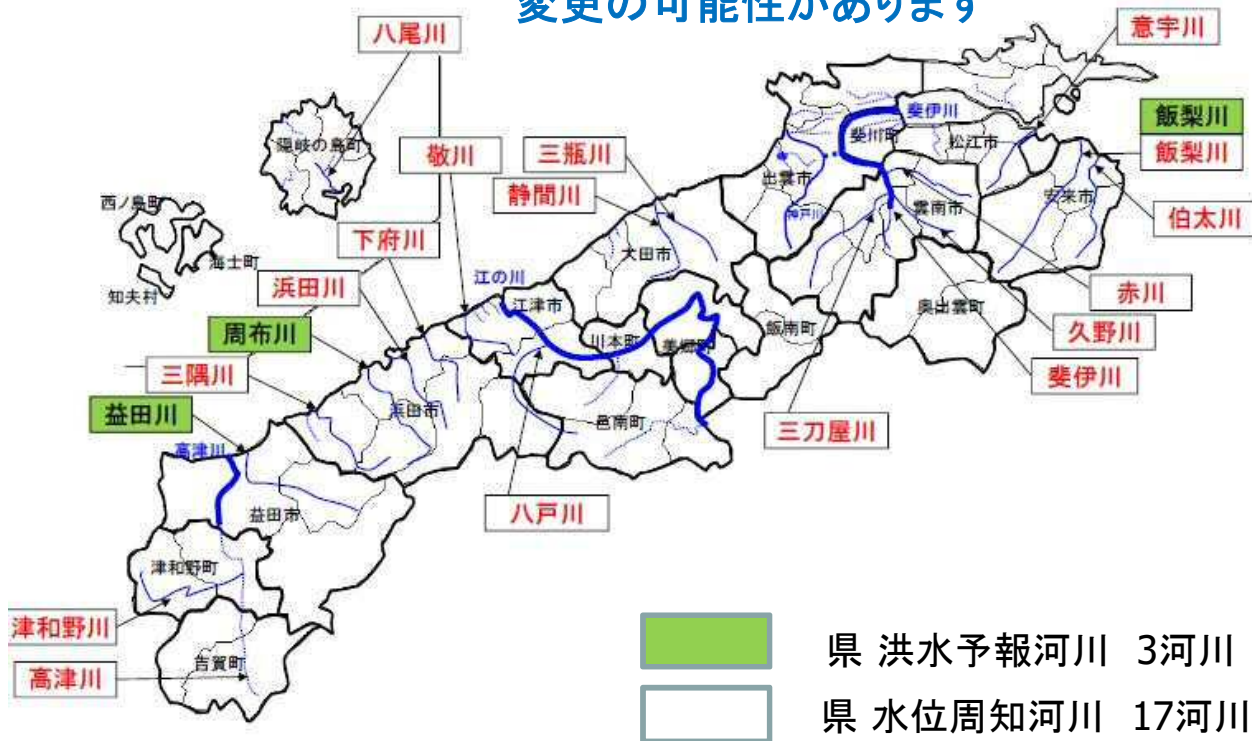 変更の可能性があります
八尾川
意宇川
斐伊川
飯梨川
隠岐の島町
敬川
三瓶川
斐川町
松江市
飯梨川
静間川
出雲市
安来市
西ノ島町
雲南市
伯太川
神戸川
下府川
海士町
大田市
浜田川
江の川
知夫村
江津市
奥出雲町
赤川
周布川
川本町
美郷町
飯南町
久野川
三隅川
斐伊川
益田川
浜田市
邑南町
三刀屋川
高津川
益田市
八戸川
津和野町
津和野川
吉賀町
高津川
県 洪水予報河川 3河川
県 水位周知河川 17河川